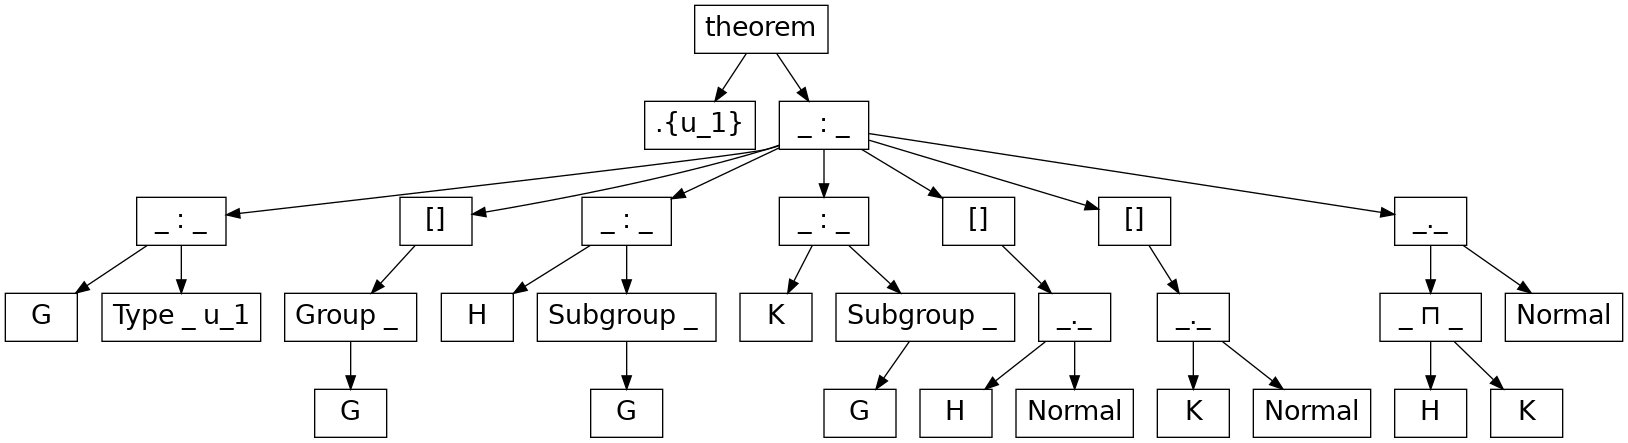 theorem
.{u_1} _ : _
_ : _ [] _ : _ _ : _ [] [] _._
G Type _ u_1 Group _ H Subgroup _ K Subgroup _ _._ _._ _ ⊓ _ Normal
G G G H Normal K Normal H K